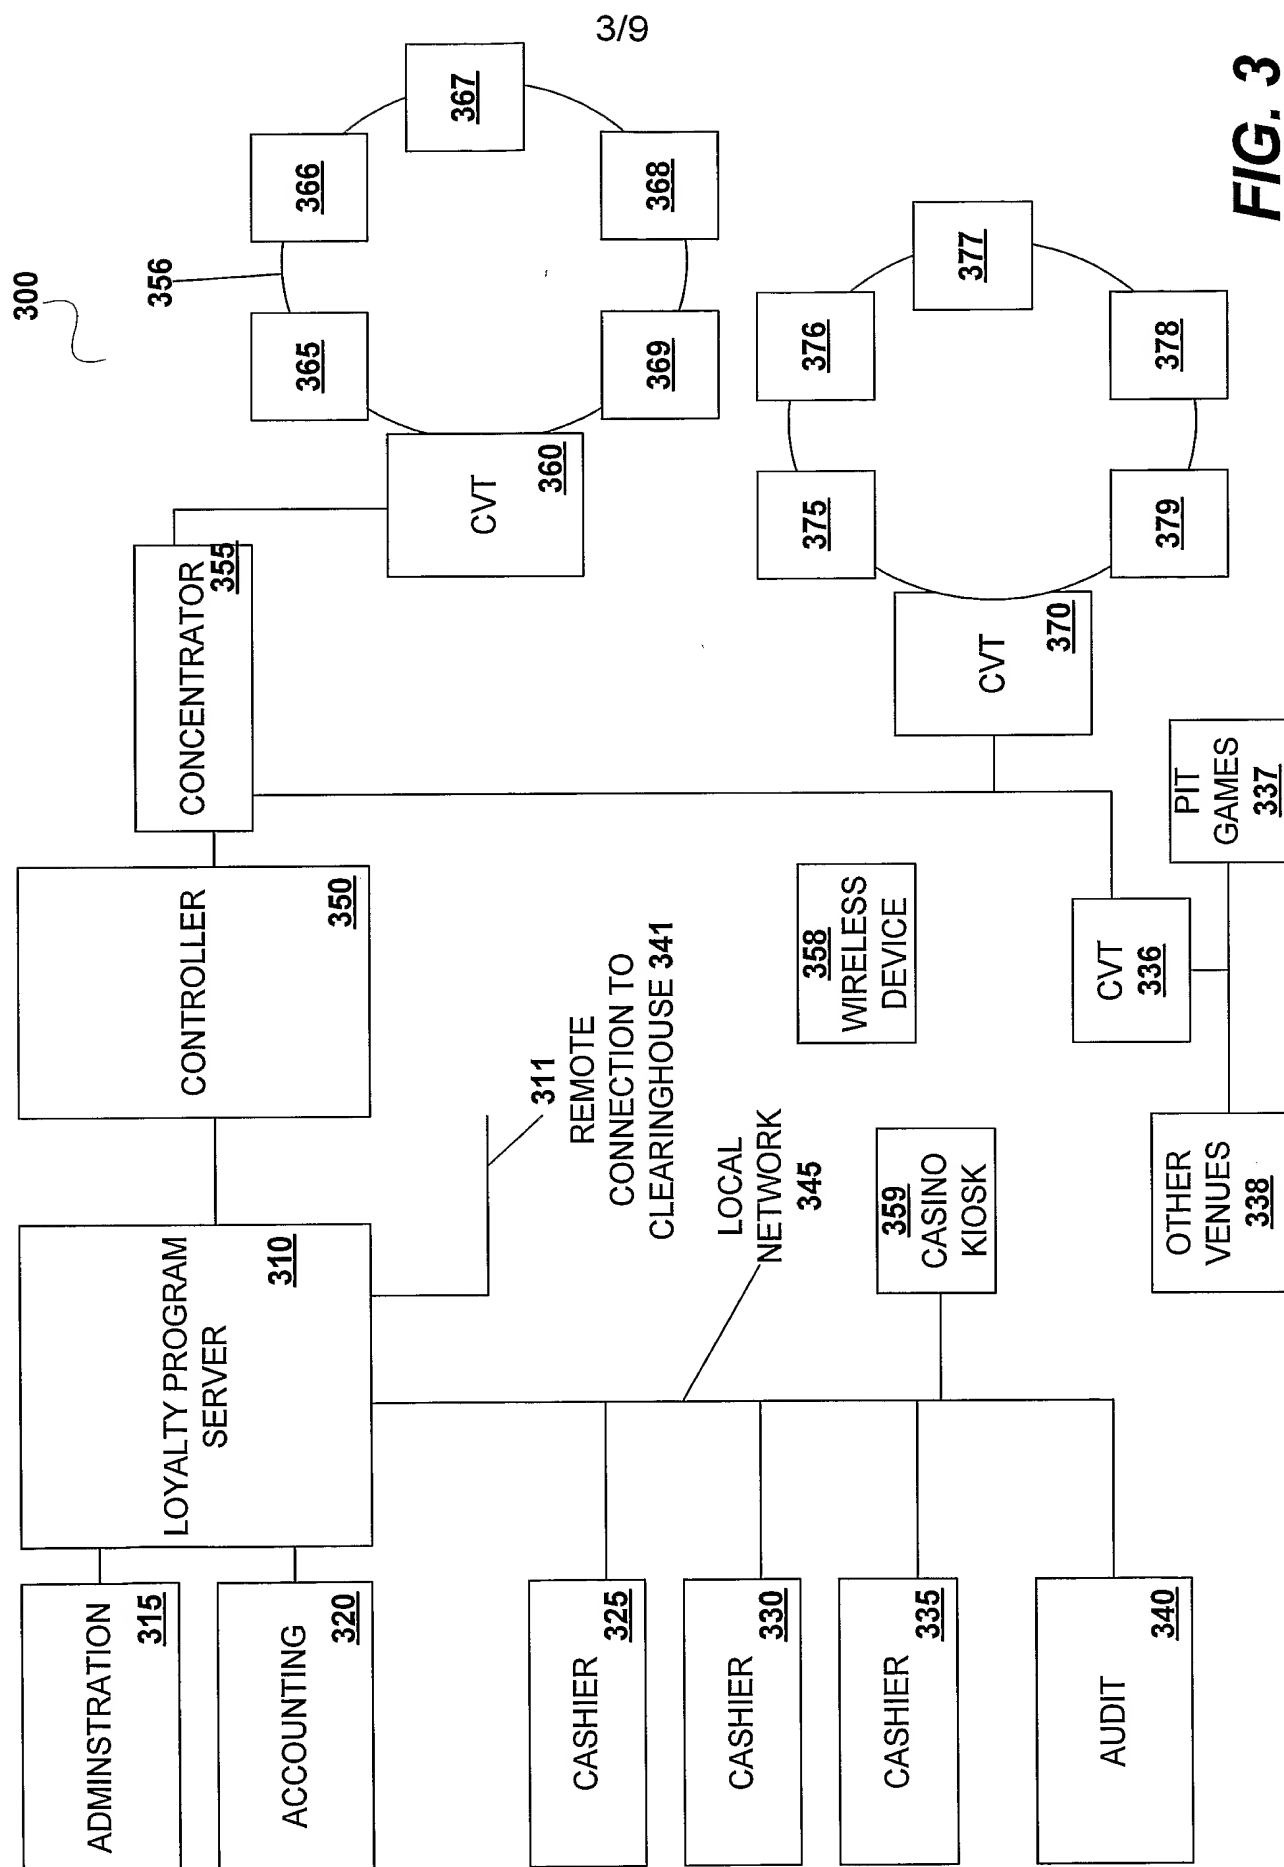 3/9
300
ADMINSTRATION
315
ACCOUNTING
320
LOYALTY PROGRAM
SERVER
310
CONTROLLER
350
CONCENTRATOR
355
356
365
366
367
368
369
CVT
360
311
REMOTE
CONNECTION TO
CLEARINGHOUSE 341
LOCAL
NETWORK
345
CASHIER
325
CASHIER
330
CASHIER
335
AUDIT
340
359
CASINO
KIOSK
358
WIRELESS
DEVICE
CVT
370
375
376
377
378
379
CVT
336
OTHER
VENUES
338
PIT
GAMES
337
FIG. 3